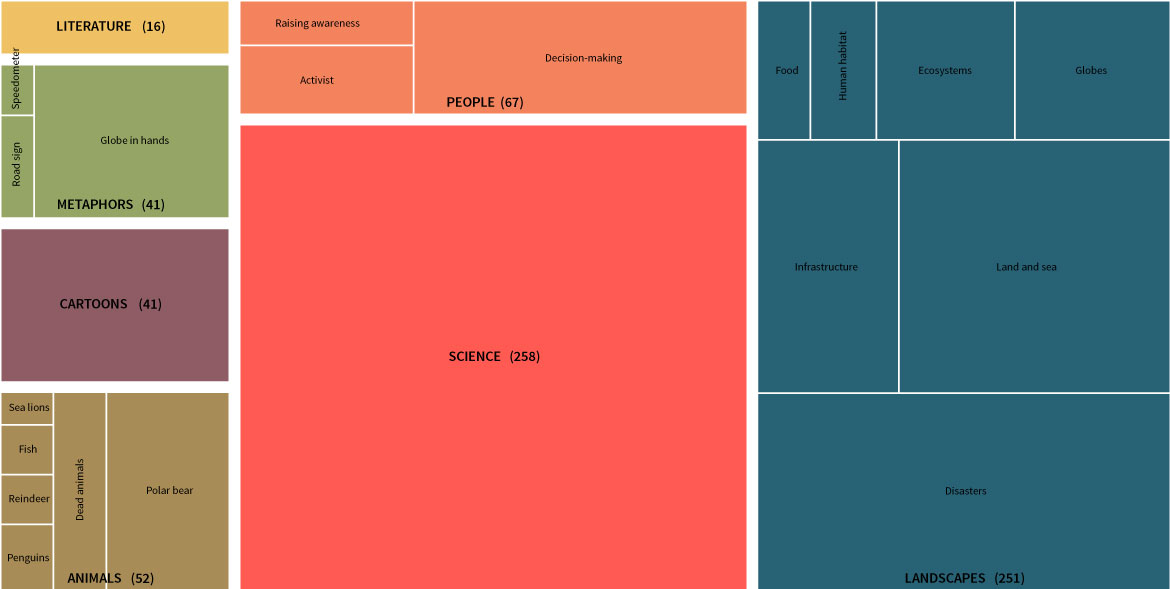 LITERATURE (16)
Speedometer
Road sign
Globe in hands
METAPHORS (41)
CARTOONS (41)
Sea lions
Fish
Reindeer
Penguins
Dead animals
Polar bear
ANIMALS (52)
Raising awareness
Activist
Decision-making
PEOPLE (67)
SCIENCE (258)
Food
Human habitat
Ecosystems
Globes
Infrastructure
Land and sea
Disasters
LANDSCAPES (251)